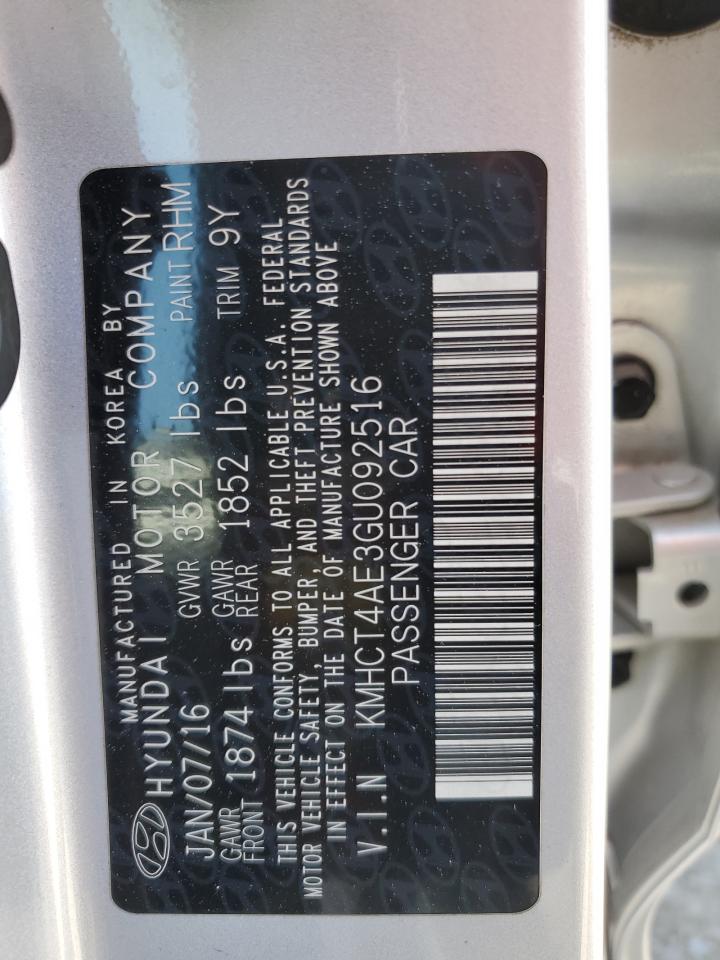 MANUFACTURED IN KOREA BY
HYUNDAI MOTOR COMPANY
JAN/07/16 GVWR 3527 lbs PAINT RHM
GAWR FRONT 1874 lbs GAWR REAR 1852 lbs TRIM 9Y
THIS VEHICLE CONFORMS TO ALL APPLICABLE U.S.A. FEDERAL
MOTOR VEHICLE SAFETY, BUMPER, AND THEFT PREVENTION STANDARDS
IN EFFECT ON THE DATE OF MANUFACTURE SHOWN ABOVE
V.I.N KMHCT4AE3GU092516
PASSENGER CAR